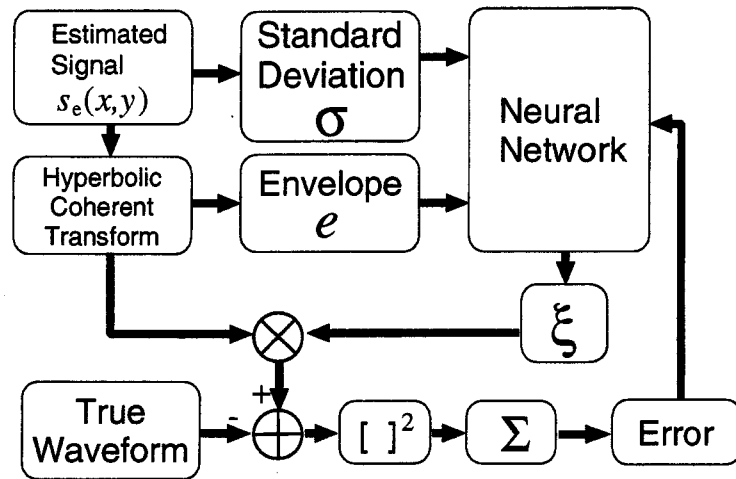 Estimated
Signal
s_e(x,y)
Standard
Deviation
σ
Neural
Network
Hyperbolic
Coherent
Transform
Envelope
e
ξ
+
-
True
Waveform
[ ]²
Σ
Error